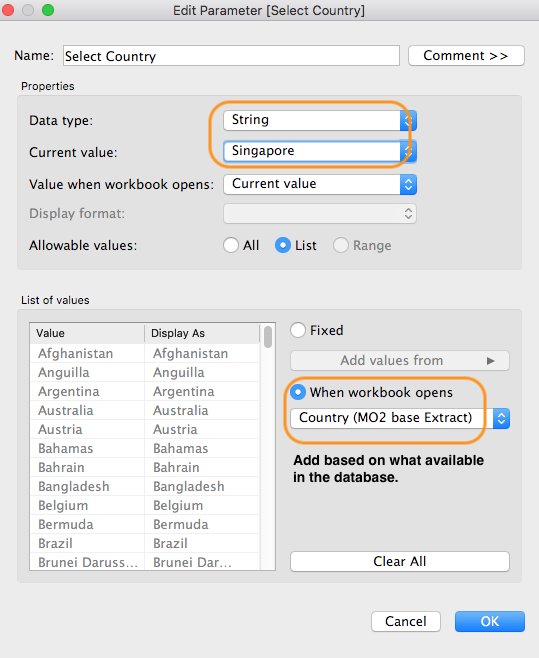 Edit Parameter [Select Country]
Name: Select Country Comment >>
Properties
Data type: String
Current value: Singapore
Value when workbook opens: Current value
Display format:
Allowable values: All List Range
List of values
Value Display As
Afghanistan Afghanistan
Anguilla Anguilla
Argentina Argentina
Australia Australia
Austria Austria
Bahamas Bahamas
Bahrain Bahrain
Bangladesh Bangladesh
Belgium Belgium
Bermuda Bermuda
Brazil Brazil
Brunei Daruss... Brunei Dar...
Fixed
Add values from
When workbook opens
Country (MO2 base Extract)
Add based on what available
in the database.
Clear All
Cancel OK